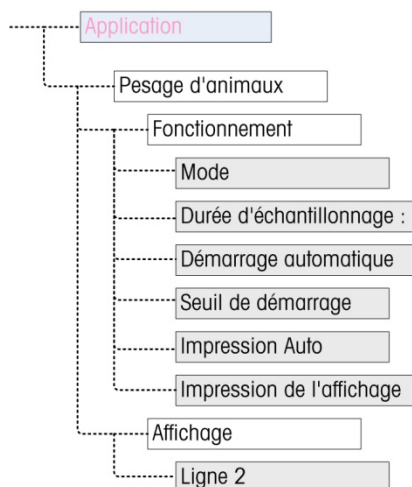 Application
Pesage d'animaux
Fonctionnement
Mode
Durée d'échantillonnage :
Démarrage automatique
Seuil de démarrage
Impression Auto
Impression de l'affichage
Affichage
Ligne 2